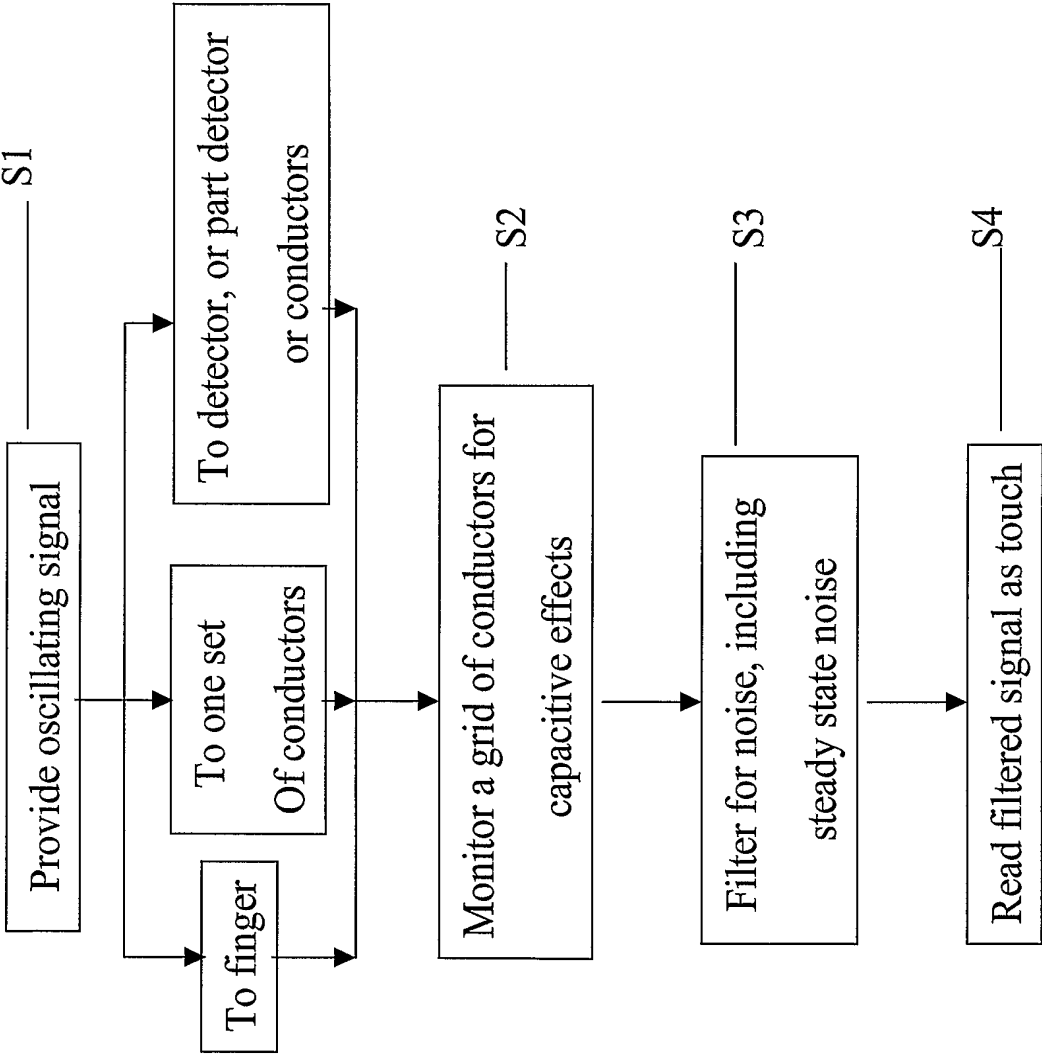 Provide oscillating signal
S1
To finger
To one set
Of conductors
To detector, or part detector
or conductors
Monitor a grid of conductors for
capacitive effects
S2
Filter for noise, including
steady state noise
S3
Read filtered signal as touch
S4